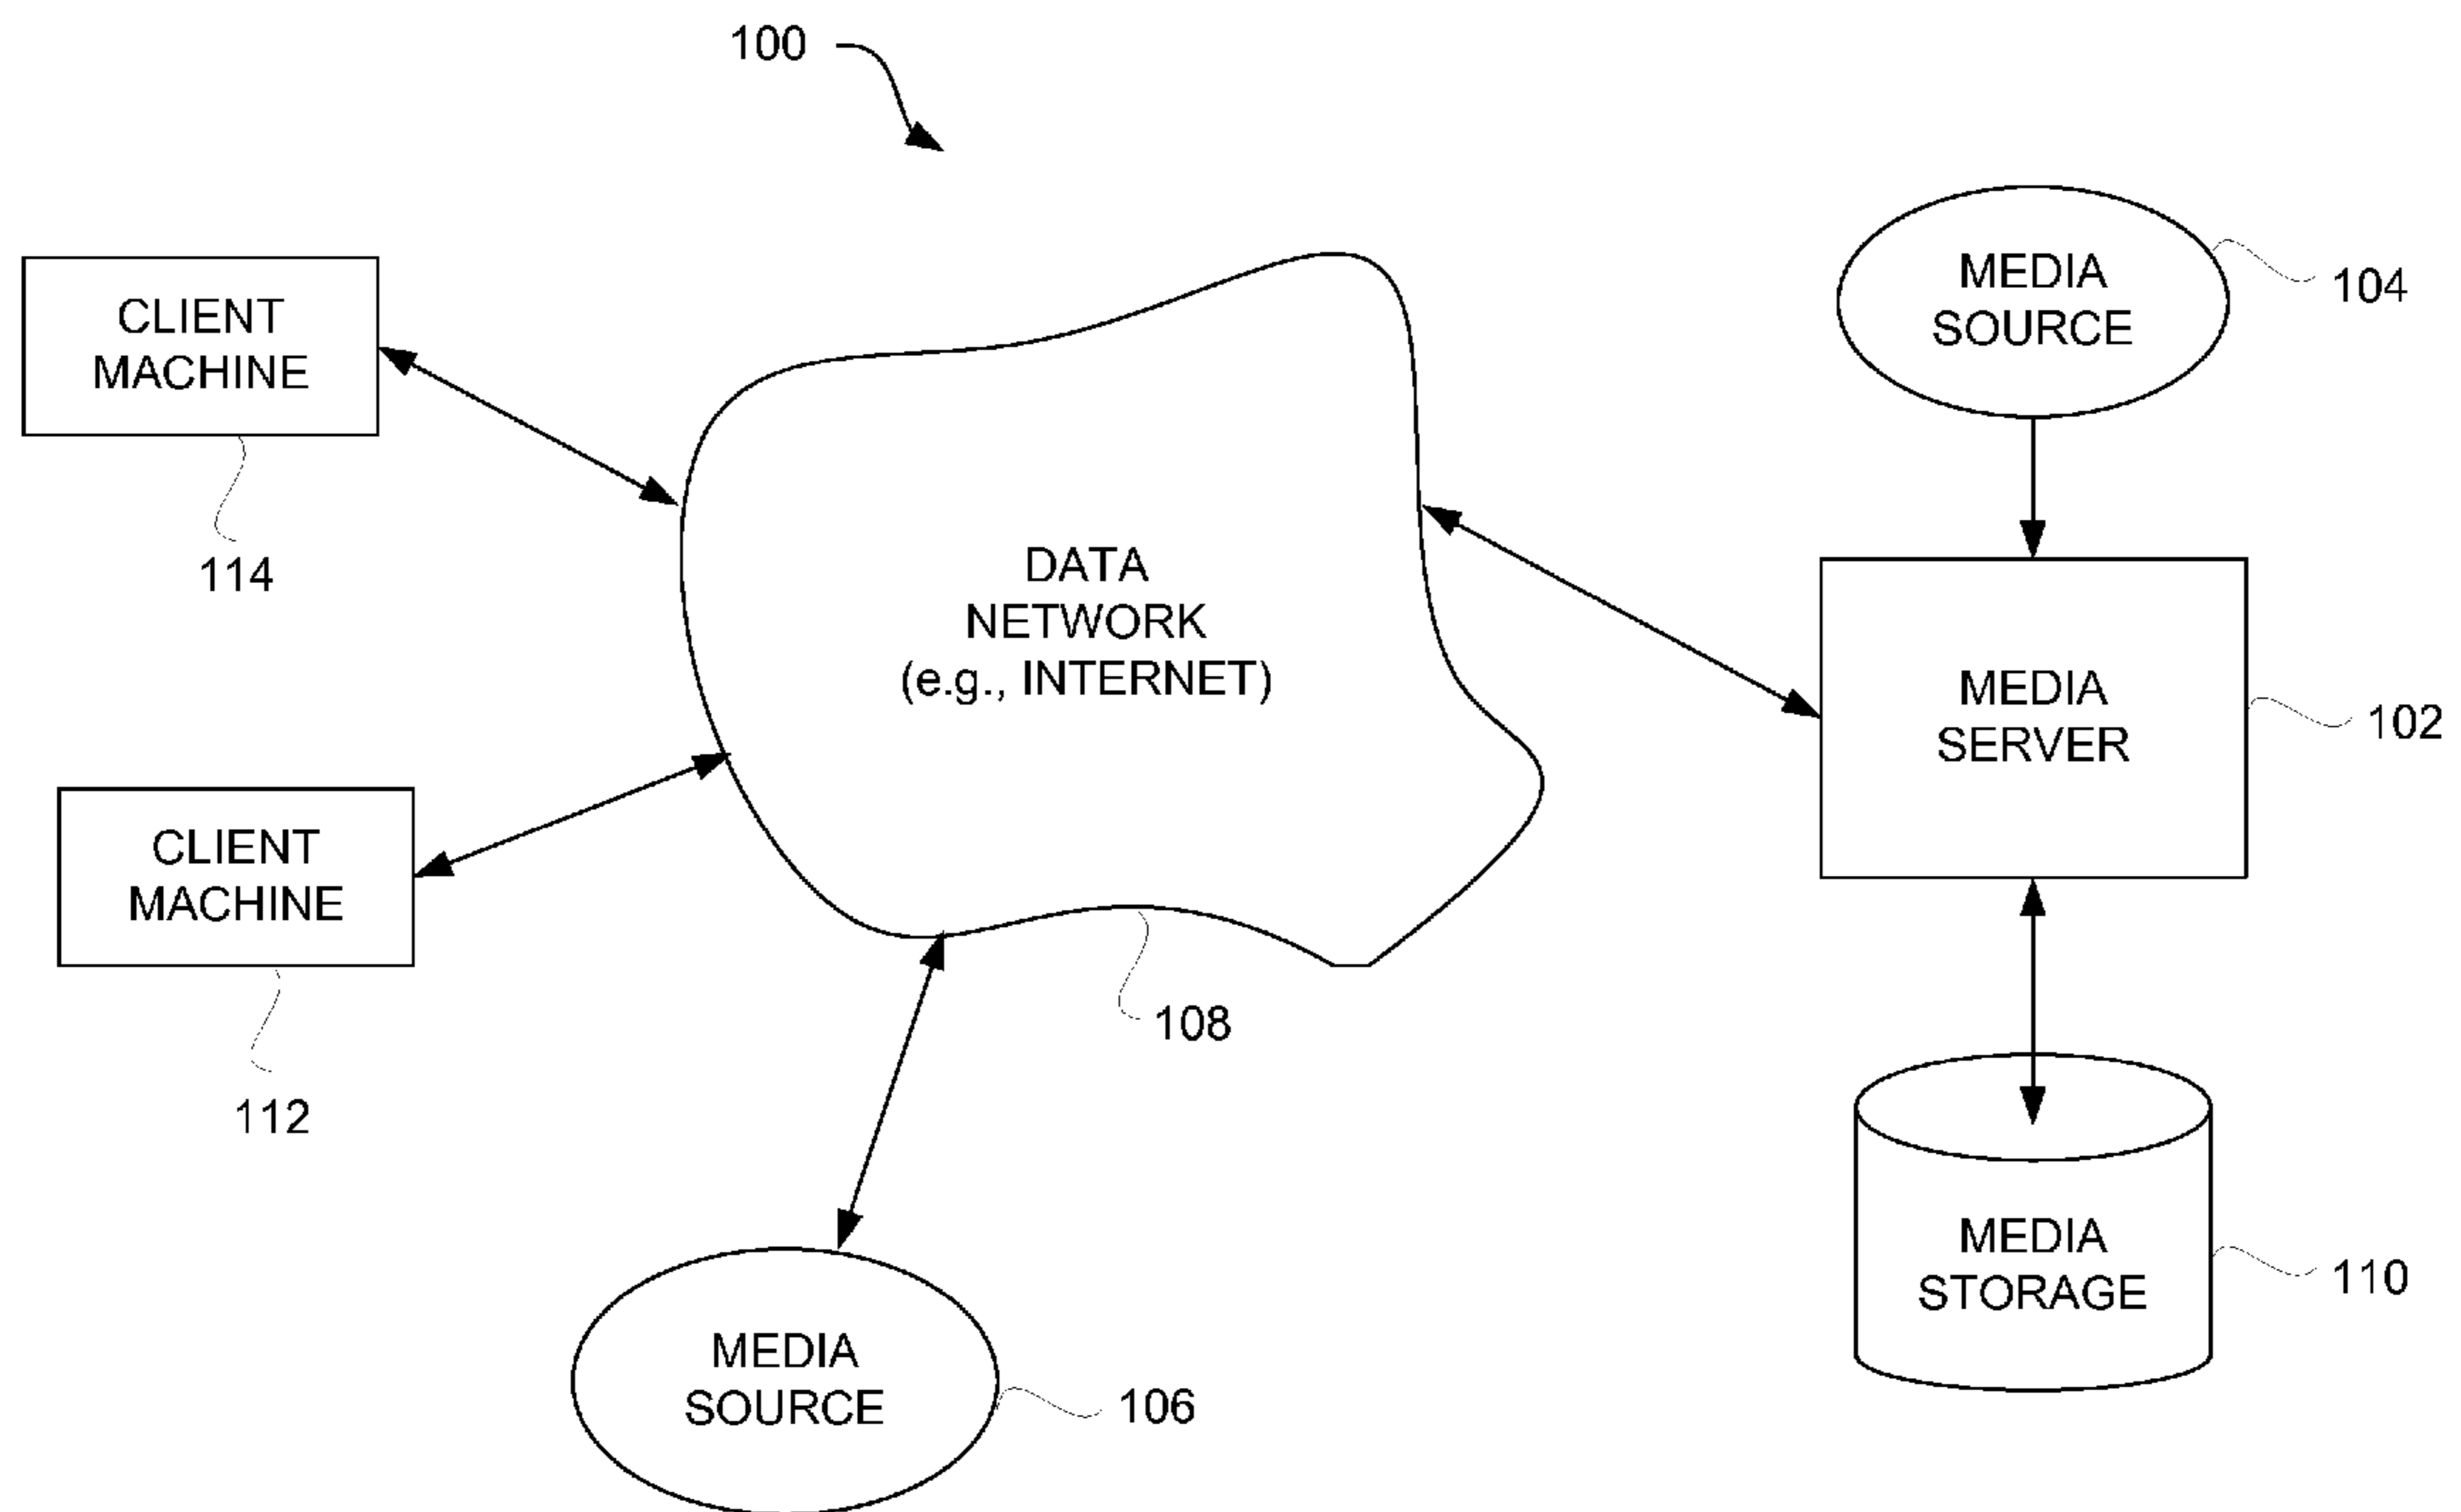 100
MEDIA
SOURCE
104
CLIENT
MACHINE
114
DATA
NETWORK
(e.g., INTERNET)
MEDIA
SERVER
102
CLIENT
MACHINE
112
108
MEDIA
STORAGE
110
MEDIA
SOURCE
106